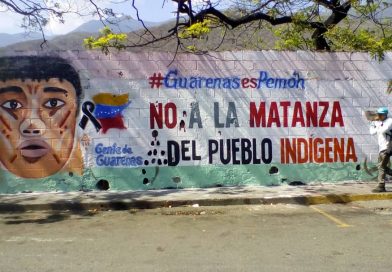 #GuarenasesPemón
NO A LA MATANZA
DEL PUEBLO INDÍGENA
Gente de
Guarenas